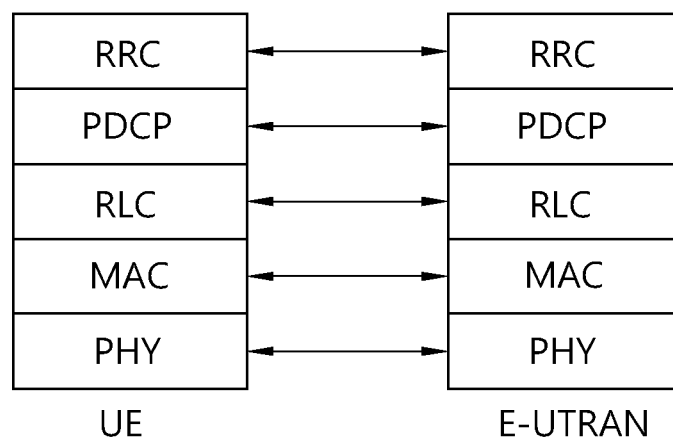 RRC RRC
PDCP PDCP
RLC RLC
MAC MAC
PHY PHY
UE E-UTRAN